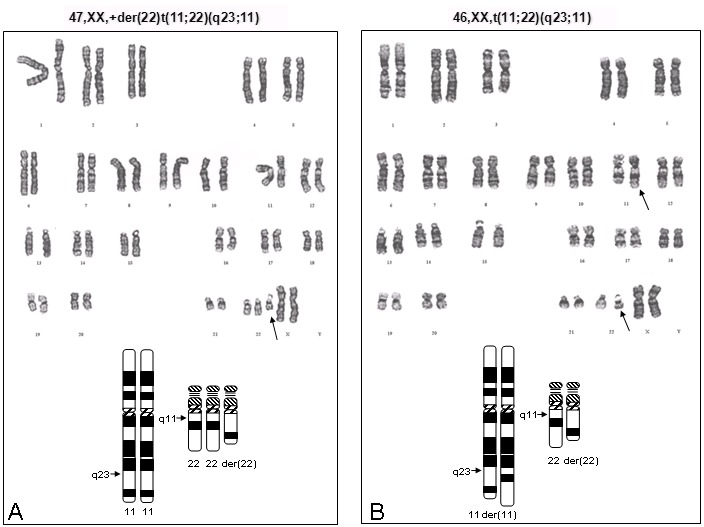 47,XX,+der(22)t(11;22)(q23;11)
1 2 3 4 5
6 7 8 9 10 11 12
13 14 15 16 17 18
19 20 21 22 X Y
q11
q23
22 22 der(22)
11 11
A
46,XX,t(11;22)(q23;11)
1 2 3 4 5
6 7 8 9 10 11 12
13 14 15 16 17 18
19 20 21 22 X Y
q11
q23
22 der(22)
11 der(11)
B